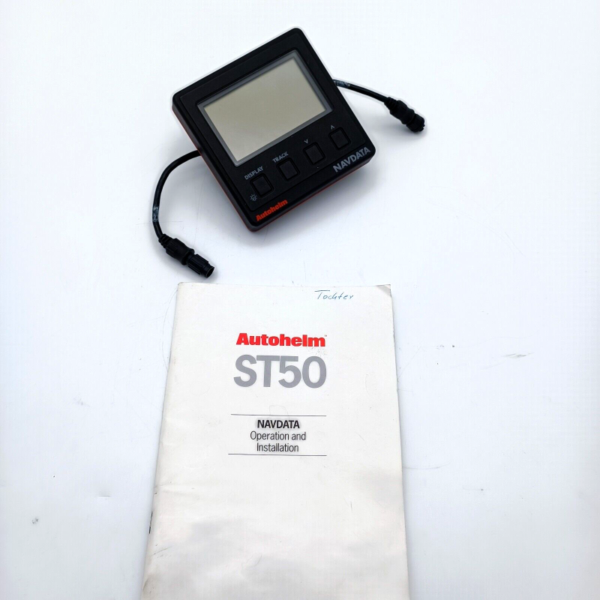 DISPLAY
TRACK
V
Λ
NAVDATA
Autohelm
Autohelm
ST50
NAVDATA
Operation and
Installation